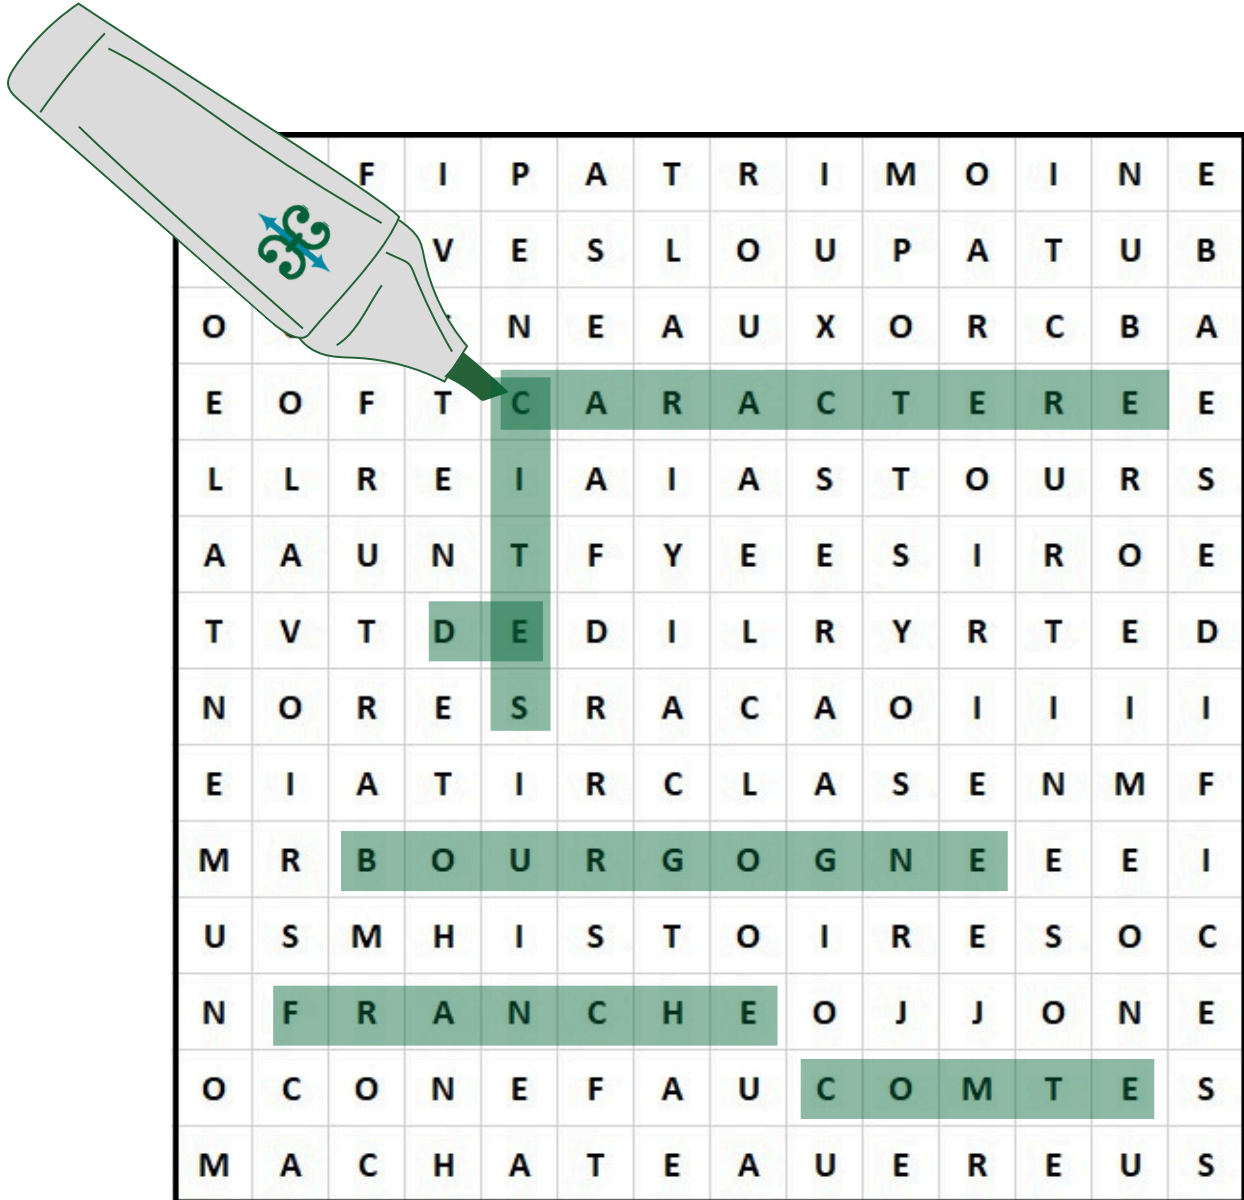 F I P A T R I M O I N E
V E S L O U P A T U B
O N E A U X O R C B A
E O F T C A R A C T E R E E
L L R E I A I A S T O U R S
A A U N T F Y E E S I R O E
T V T D E D I L R Y R T E D
N O R E S R A C A O I I I I
E I A T I R C L A S E N M F
M R B O U R G O G N E E E I
U S M H I S T O I R E S O C
N F R A N C H E O J J O N E
O C O N E F A U C O M T E S
M A C H A T E A U E R E U S